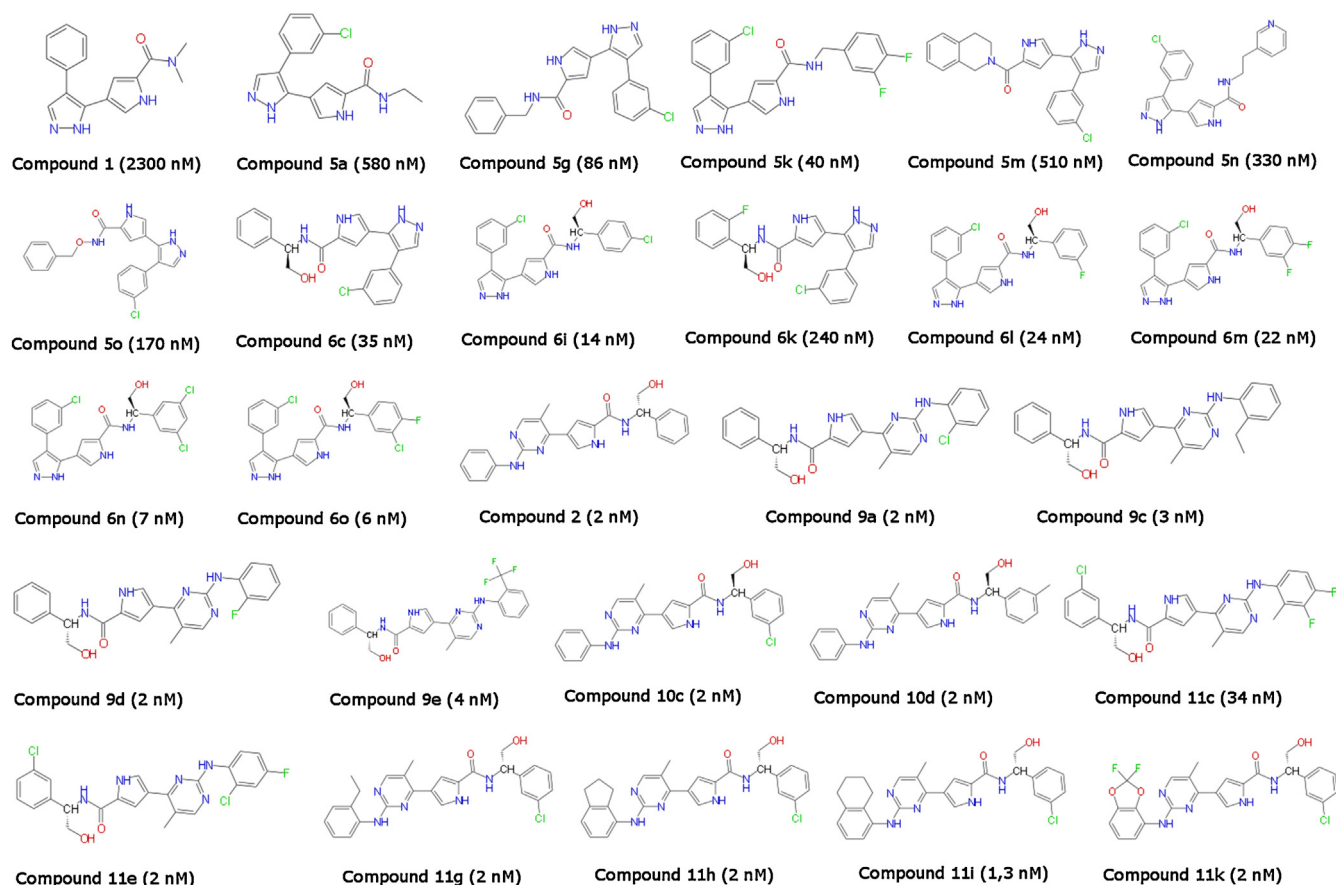 Compound 1 (2300 nM) Compound 5a (580 nM) Compound 5g (86 nM) Compound 5k (40 nM) Compound 5m (510 nM) Compound 5n (330 nM)
Compound 5o (170 nM) Compound 6c (35 nM) Compound 6i (14 nM) Compound 6k (240 nM) Compound 6l (24 nM) Compound 6m (22 nM)
Compound 6n (7 nM) Compound 6o (6 nM) Compound 2 (2 nM) Compound 9a (2 nM) Compound 9c (3 nM)
Compound 9d (2 nM) Compound 9e (4 nM) Compound 10c (2 nM) Compound 10d (2 nM) Compound 11c (34 nM)
Compound 11e (2 nM) Compound 11g (2 nM) Compound 11h (2 nM) Compound 11i (1,3 nM) Compound 11k (2 nM)